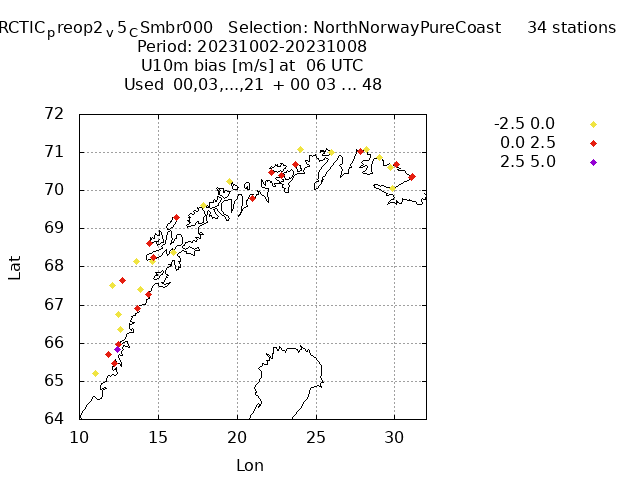 RCTIC_preop2_v5_CSmbr000   Selection: NorthNorwayPureCoast     34 stations
Period: 20231002-20231008
U10m bias [m/s] at  06 UTC
Used  00,03,...,21  + 00 03 ... 48
-2.5 0.0
0.0 2.5
2.5 5.0
72
71
70
69
68
67
66
65
64
Lat
10 15 20 25 30
Lon